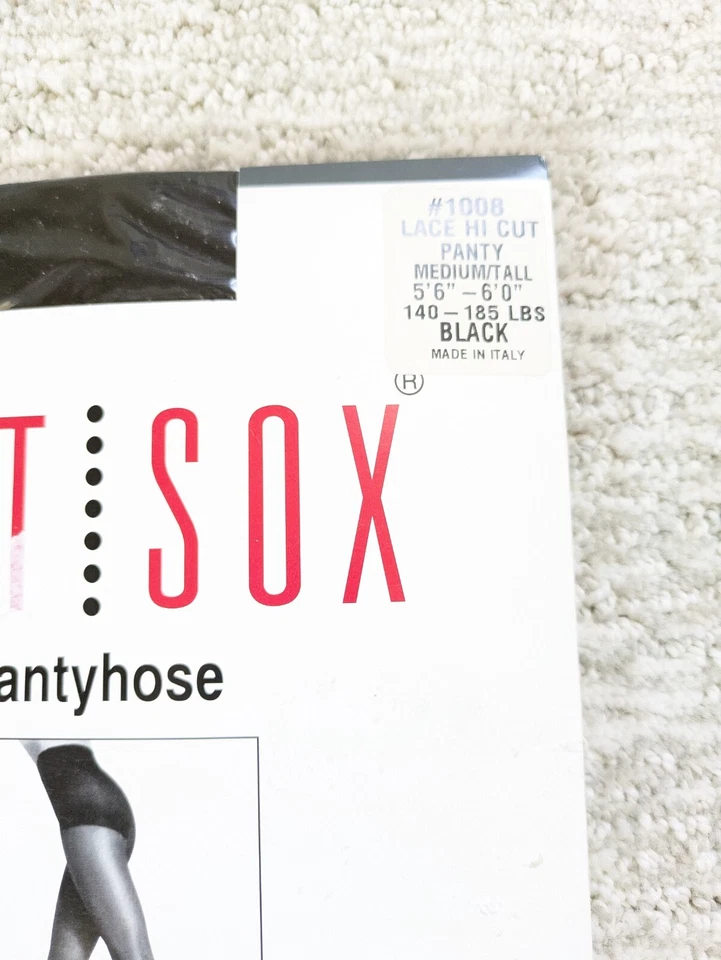 #1008
LACE HI CUT
PANTY
MEDIUM/TALL
5'6" – 6'0"
140 – 185 LBS
BLACK
MADE IN ITALY
®
T SOX
antyhose